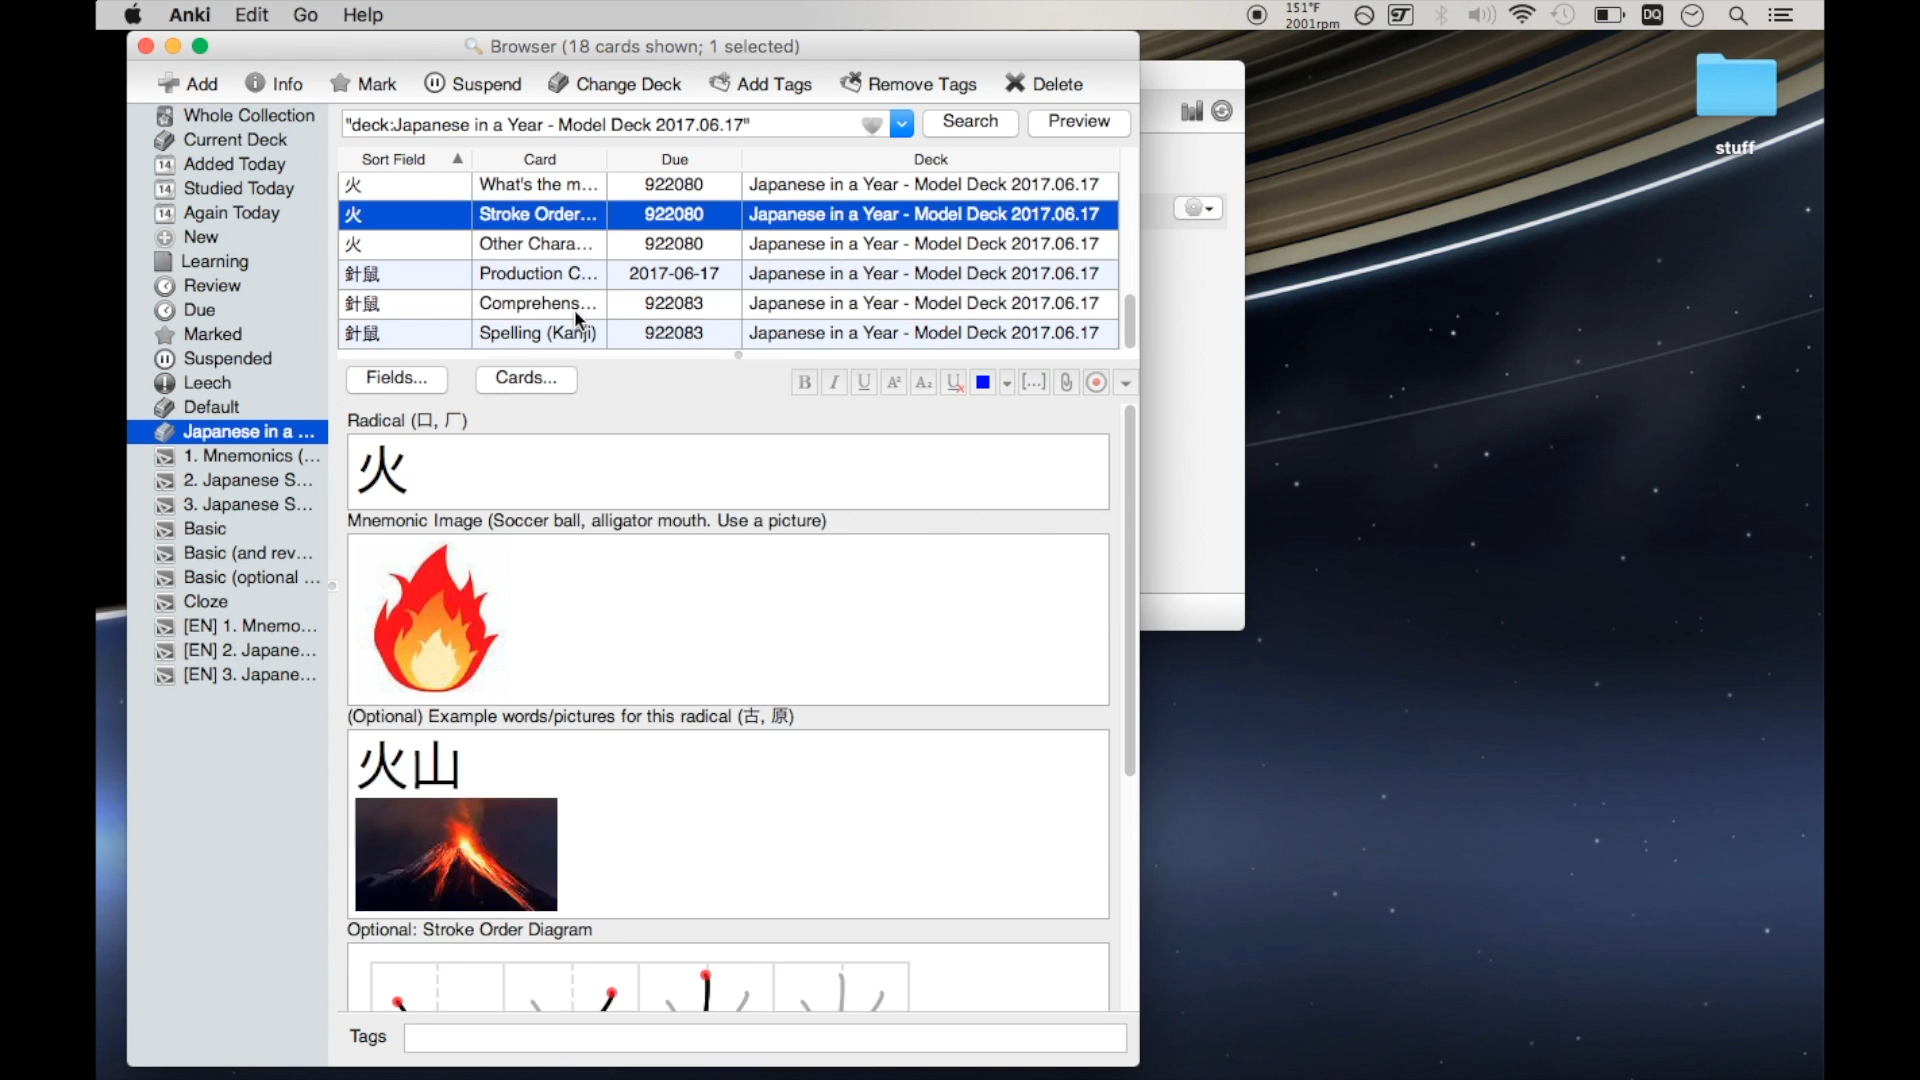 Anki Edit Go Help
151°F
2001rpm
DQ
Browser (18 cards shown; 1 selected)
Add Info Mark Suspend Change Deck Add Tags Remove Tags Delete
stuff
Whole Collection
Current Deck
14 Added Today
14 Studied Today
14 Again Today
New
Learning
Review
Due
Marked
Suspended
Leech
Default
Japanese in a ...
1. Mnemonics (...
2. Japanese S...
3. Japanese S...
Basic
Basic (and rev...
Basic (optional ...
Cloze
[EN] 1. Mnemo...
[EN] 2. Japane...
[EN] 3. Japane...
"deck:Japanese in a Year - Model Deck 2017.06.17" Search Preview
Sort Field Card Due Deck
火 What's the m... 922080 Japanese in a Year - Model Deck 2017.06.17
火 Stroke Order... 922080 Japanese in a Year - Model Deck 2017.06.17
火 Other Chara... 922080 Japanese in a Year - Model Deck 2017.06.17
針鼠 Production C... 2017-06-17 Japanese in a Year - Model Deck 2017.06.17
針鼠 Comprehens... 922083 Japanese in a Year - Model Deck 2017.06.17
針鼠 Spelling (Kanji) 922083 Japanese in a Year - Model Deck 2017.06.17
Fields... Cards... B I U A² A₂ U [...]
Radical (口, 厂)
火
Mnemonic Image (Soccer ball, alligator mouth. Use a picture)
(Optional) Example words/pictures for this radical (古, 原)
火山
Optional: Stroke Order Diagram
Tags